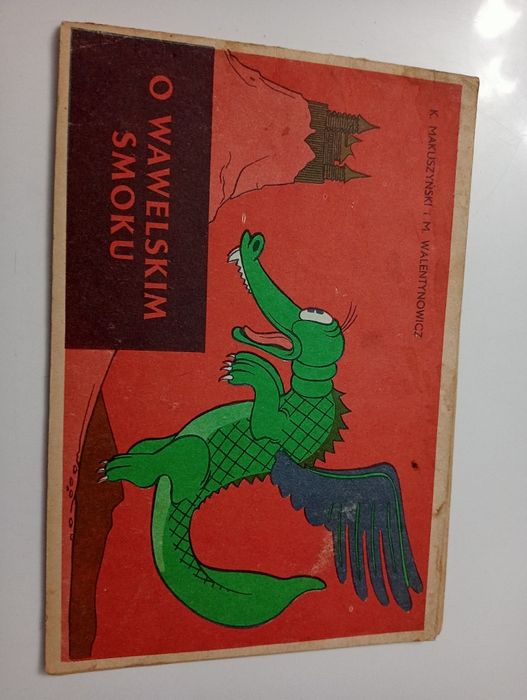 K. MAKUSZYŃSKI i M. WALENTYNOWICZ
O WAWELSKIM
SMOKU